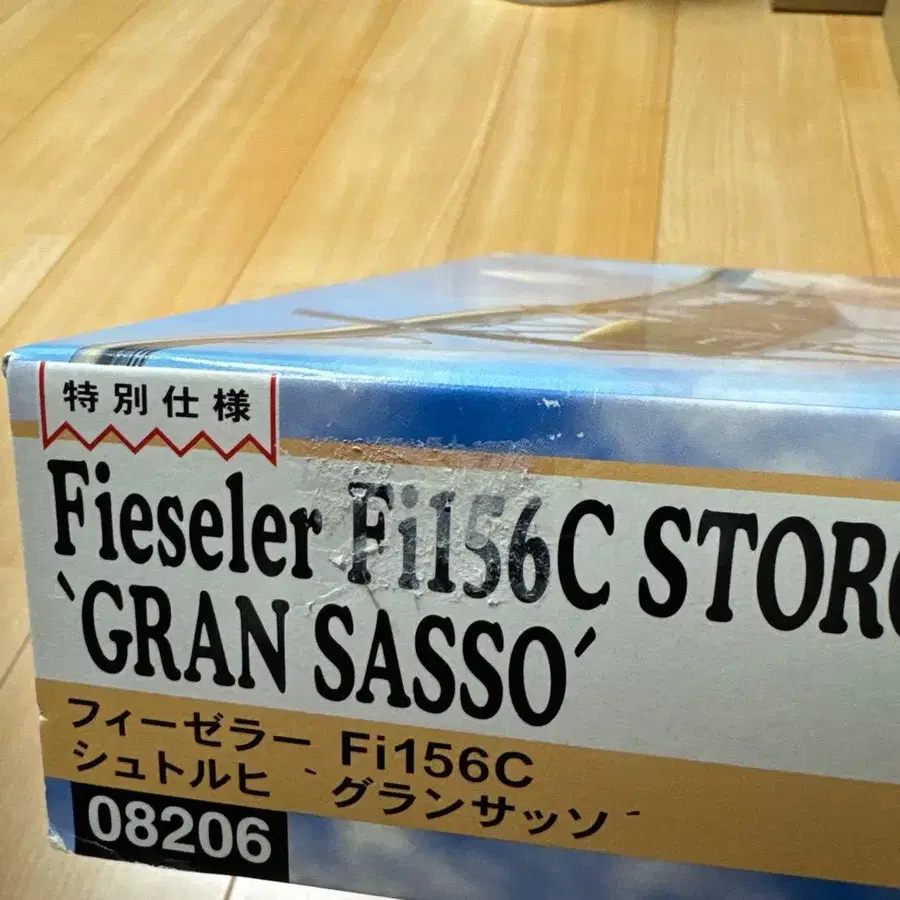 特別仕様
Fieseler Fi156C STORC
`GRAN SASSO´
フィーゼラー Fi156C
シュトルヒ `グランサッソ´
08206